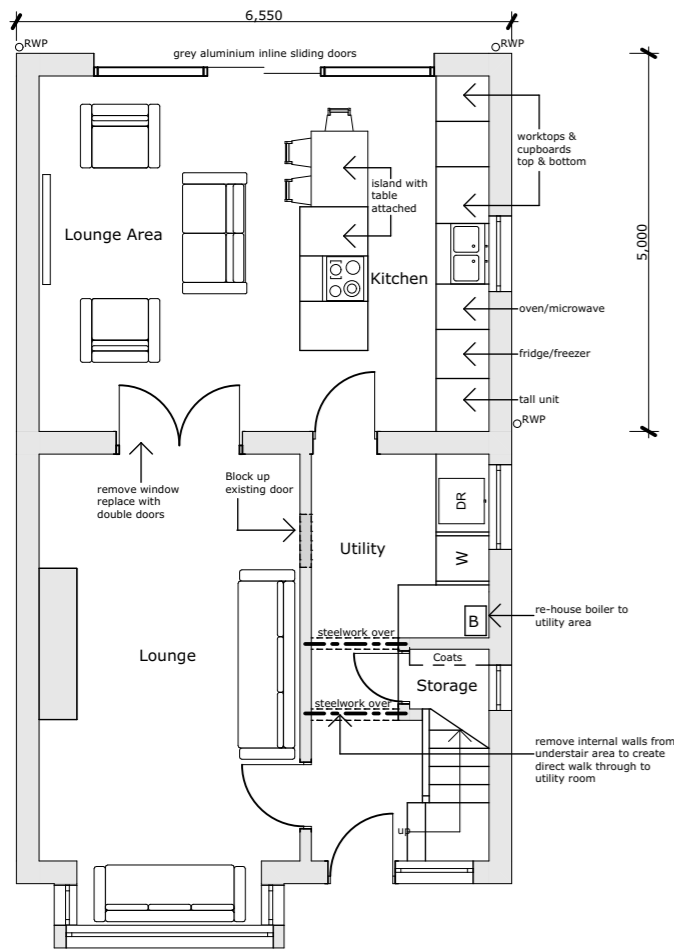 6,550
RWP
RWP
grey aluminium inline sliding doors
worktops &
cupboards
top & bottom
island with
table
attached
5,000
Lounge Area
Kitchen
oven/microwave
fridge/freezer
tall unit
RWP
remove window
replace with
double doors
Block up
existing door
DR
Utility
W
re-house boiler to
utility area
B
steelwork over
Lounge
Coats
Storage
steelwork over
remove internal walls from
understair area to create
direct walk through to
utility room
up